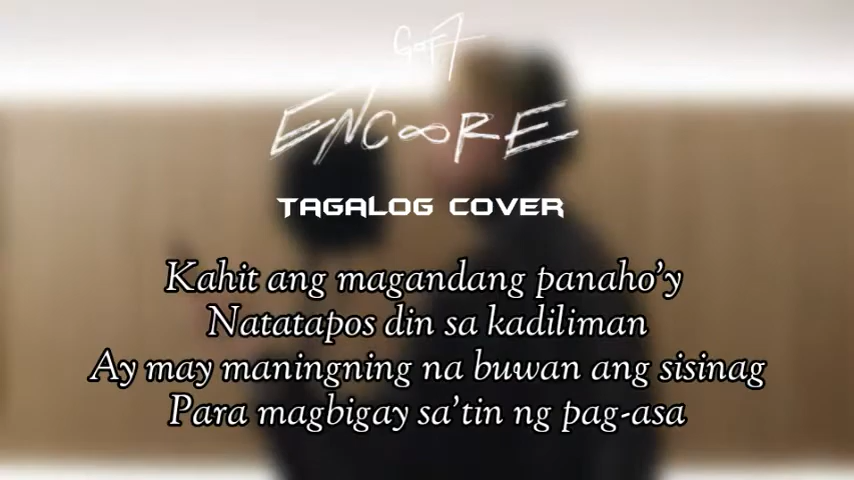 GOT7
ENCORE
TAGALOG COVER
Kahit ang magandang panaho'y
Natatapos din sa kadiliman
Ay may maningning na buwan ang sisinag
Para magbigay sa'tin ng pag-asa